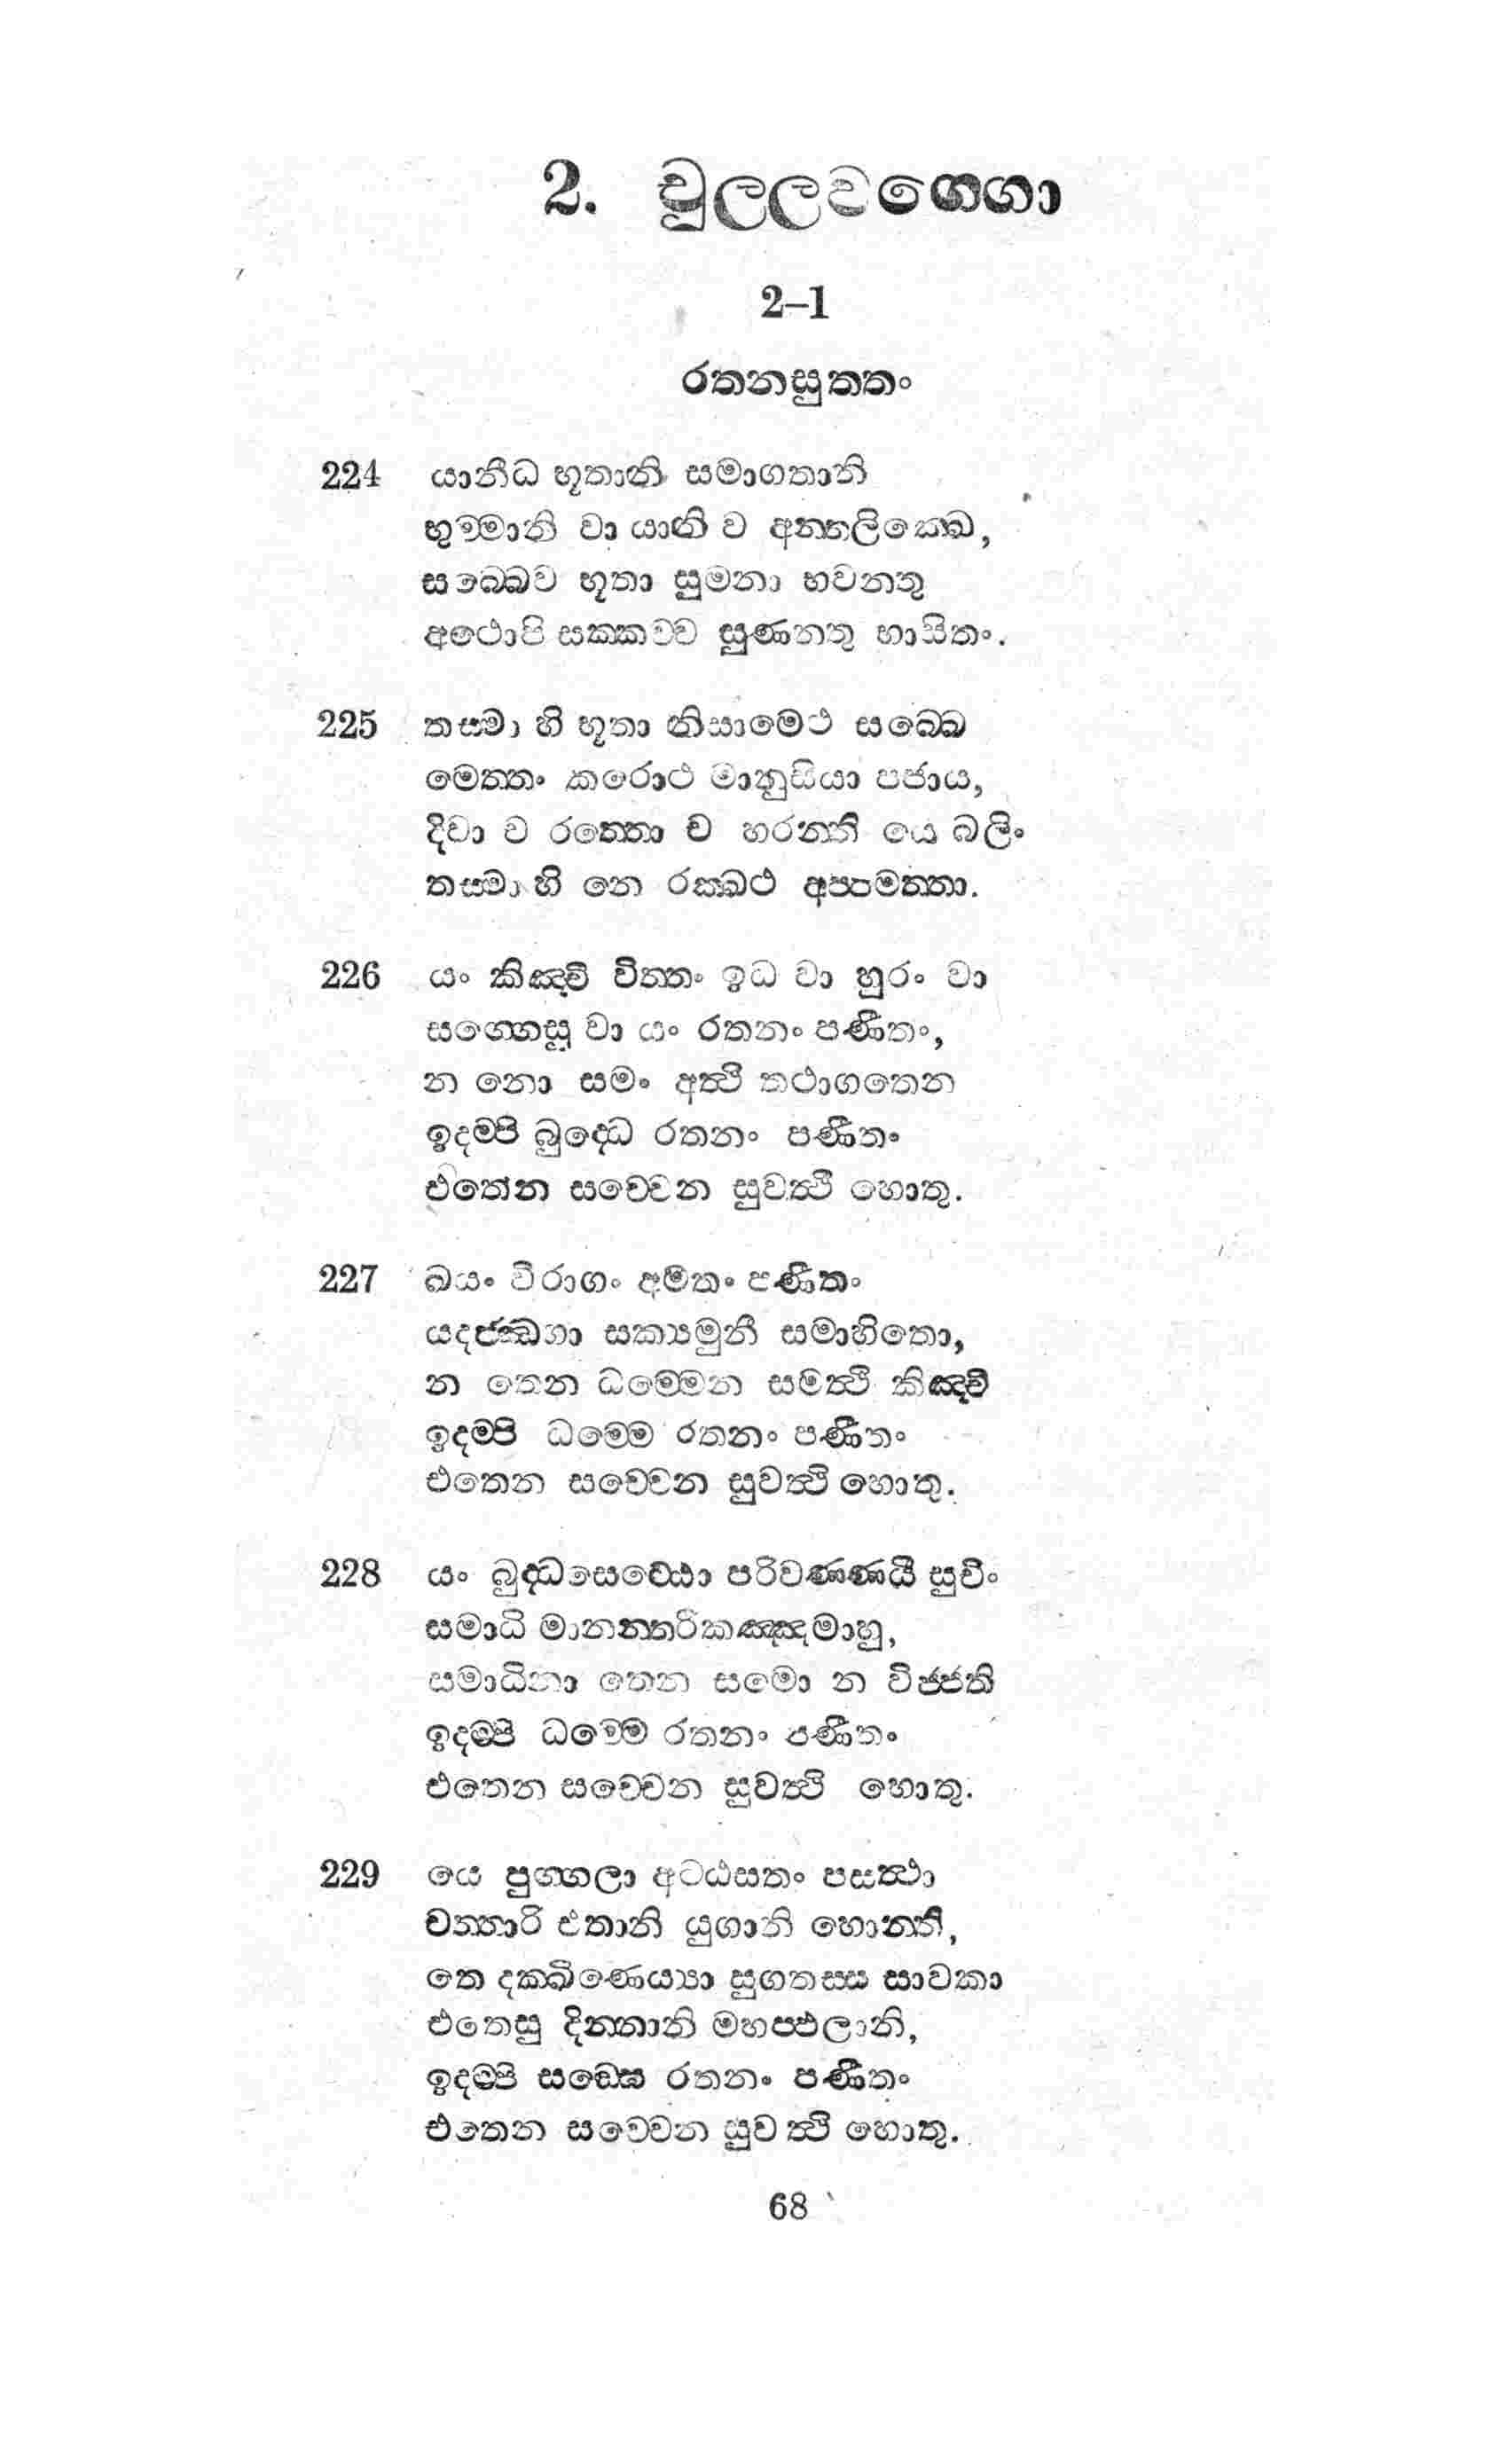 2. චූලලවගෙගා
2–1
රතනසුතතං
224 යානීධ භූතානි සමාගතානි
භුම්මානි වා යානි ව අන්තලික්ඛෙ,
සබ්බෙව භූතා සුමනා භවනතු
අථොපි සක්කච්ච සුණනතු භාසිතං.
225 තස්මා හි භූතා නිසාමෙථ සබ්බෙ
මෙත්තං කරොථ මානුසියා පජාය,
දිවා ච රත්තො ච හරන්ති යෙ බලිං
තස්මා හි නෙ රක්ඛථ අප්පමත්තා.
226 යං කිඤ්චි විත්තං ඉධ වා හුරං වා
සග්ගෙසු වා යං රතනං පණීතං,
න නො සමං අත්ථි තථාගතෙන
ඉදම්පි බුද්ධෙ රතනං පණීතං
එතේන සච්චෙන සුවත්ථි හොතු.
227 ඛයං විරාගං අමතං පණීතං
යදජ්ඣගා සක්‍යමුනී සමාහිතො,
න තෙන ධම්මෙන සමත්ථි කිඤ්චි
ඉදම්පි ධම්මෙ රතනං පණීතං
එතෙන සච්චෙන සුවත්ථි හොතු.
228 යං බුද්ධසෙට්ඨො පරිවණ්ණයී සුචිං
සමාධි මානන්තරිකඤ්ඤමාහු,
සමාධිනා තෙන සමො න විජ්ජති
ඉදම්පි ධම්මෙ රතනං පණීතං
එතෙන සච්චෙන සුවත්ථි හොතු.
229 යෙ පුග්ගලා අටඨසතං පසත්ථා
චත්තාරි එතානි යුගානි හොන්ති,
තෙ දක්ඛිණෙය්‍යා සුගතස්ස සාවකා
එතෙසු දින්නානි මහප්ඵලානි,
ඉදම්පි සඞ්ඝෙ රතනං පණීතං
එතෙන සච්චෙන සුවත්ථි හොතු.
68